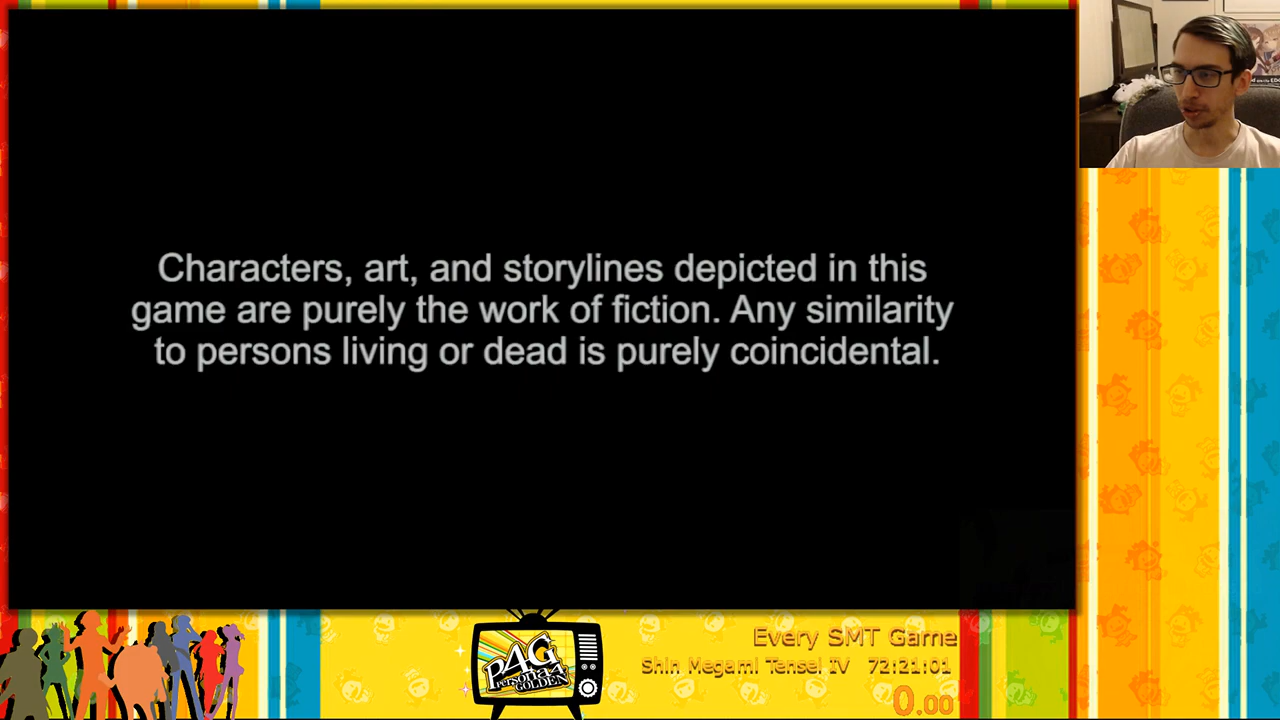 Characters, art, and storylines depicted in this
game are purely the work of fiction. Any similarity
to persons living or dead is purely coincidental.
P4G
Persona 4
GOLDEN
Every SMT Game
Shin Megami Tensei IV 72:21:01
0.00